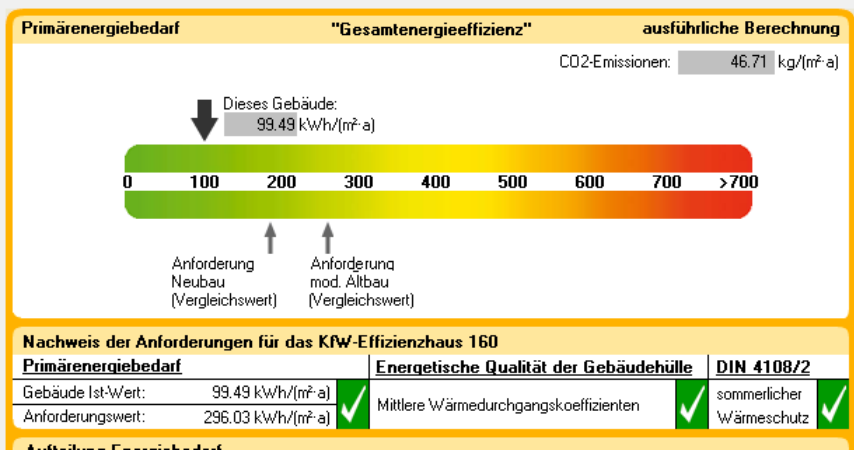 Primärenergiebedarf "Gesamtenergieeffizienz" ausführliche Berechnung
CO2-Emissionen: 46.71 kg/(m²·a)
Dieses Gebäude:
99.49 kWh/(m²·a)
0 100 200 300 400 500 600 700 >700
Anforderung Neubau (Vergleichswert)
Anforderung mod. Altbau (Vergleichswert)
Nachweis der Anforderungen für das KfW-Effizienzhaus 160
Primärenergiebedarf Energetische Qualität der Gebäudehülle DIN 4108/2
Gebäude Ist-Wert: 99.49 kWh/(m²·a)
Anforderungswert: 296.03 kWh/(m²·a)
Mittlere Wärmedurchgangskoeffizienten
sommerlicher
Wärmeschutz
Aufteilung Energiebedarf